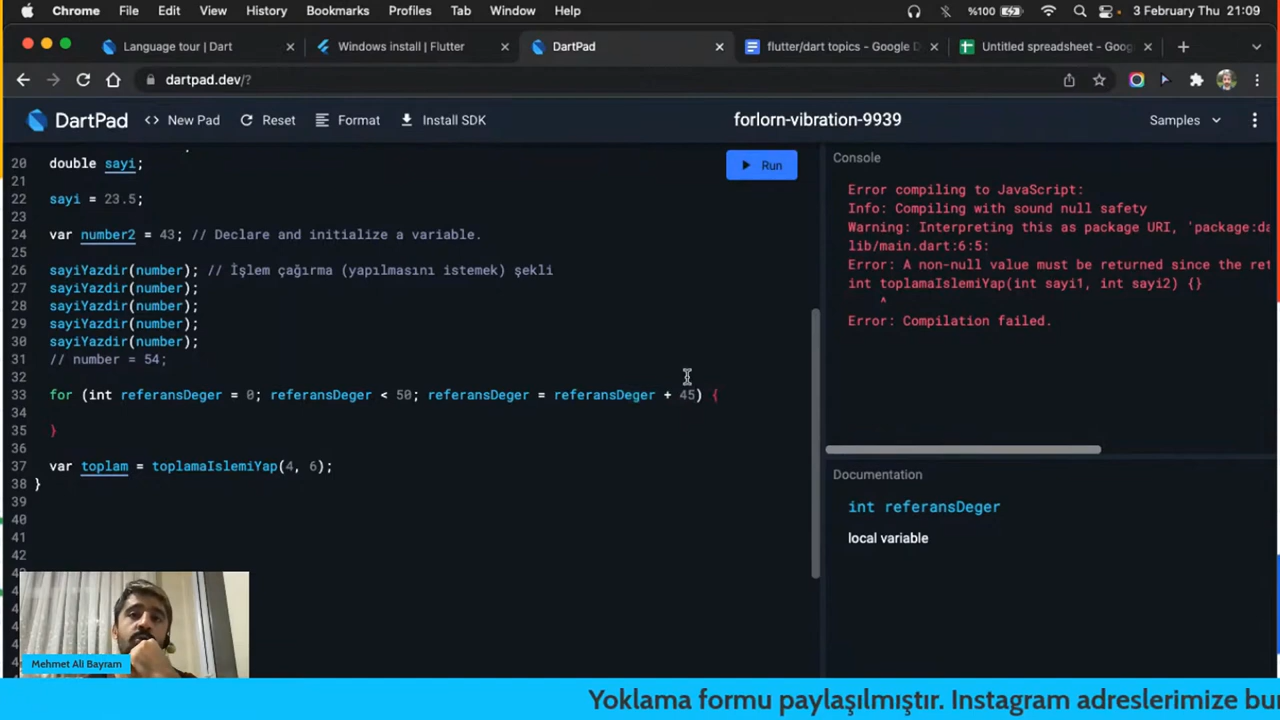 Chrome File Edit View History Bookmarks Profiles Tab Window Help %100 3 February Thu 21:09
Language tour | Dart Windows install | Flutter DartPad flutter/dart topics - Google D Untitled spreadsheet - Goog
dartpad.dev/?
DartPad <> New Pad Reset Format Install SDK forlorn-vibration-9939 Samples
Run
20 double sayi;
21
22 sayi = 23.5;
23
24 var number2 = 43; // Declare and initialize a variable.
25
26 sayiYazdir(number); // İşlem çağırma (yapılmasını istemek) şekli
27 sayiYazdir(number);
28 sayiYazdir(number);
29 sayiYazdir(number);
30 sayiYazdir(number);
31 // number = 54;
32
33 for (int referansDeger = 0; referansDeger < 50; referansDeger = referansDeger + 45) {
34
35 }
36
37 var toplam = toplamaIslemiYap(4, 6);
38 }
39
40
41
42
Console
Error compiling to JavaScript:
Info: Compiling with sound null safety
Warning: Interpreting this as package URI, 'package:da
lib/main.dart:6:5:
Error: A non-null value must be returned since the ret
int toplamaIslemiYap(int sayi1, int sayi2) {}
^
Error: Compilation failed.
Documentation
int referansDeger
local variable
Mehmet Ali Bayram
Yoklama formu paylaşılmıştır. Instagram adreslerimize bu